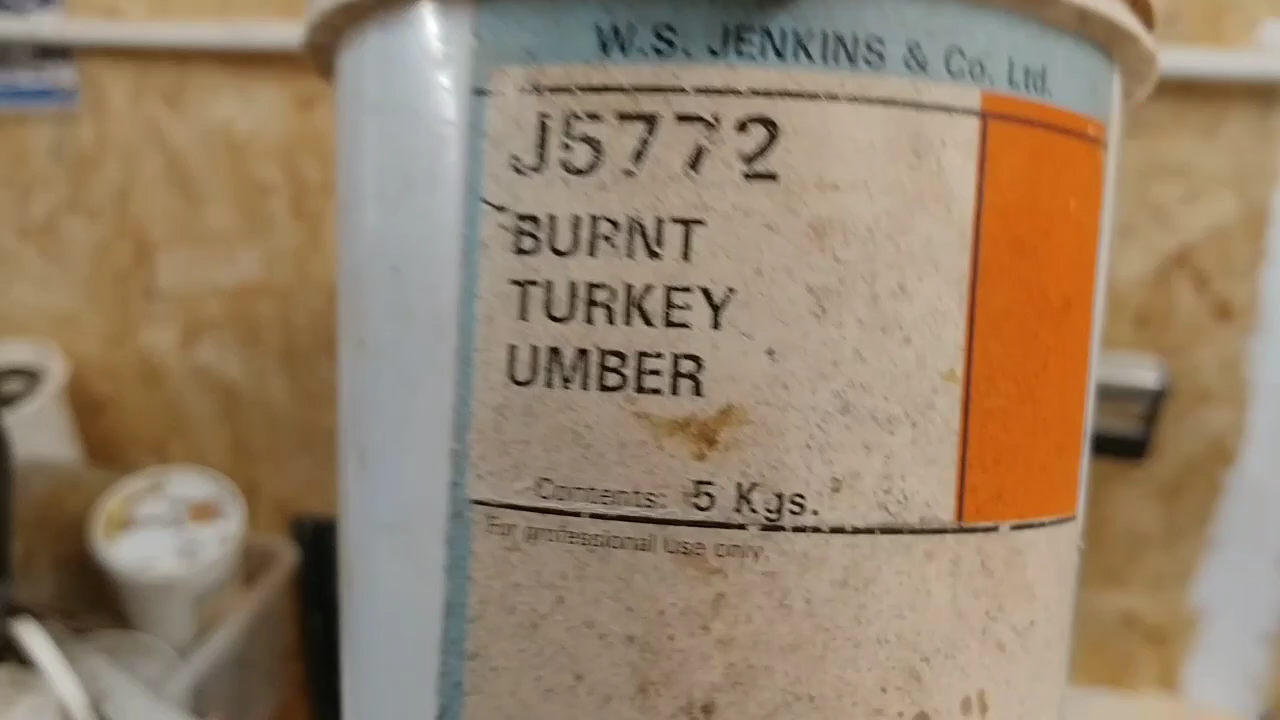 W.S. JENKINS & Co. Ltd.
J5772
BURNT
TURKEY
UMBER
Contents: 5 Kgs.
For professional use only.